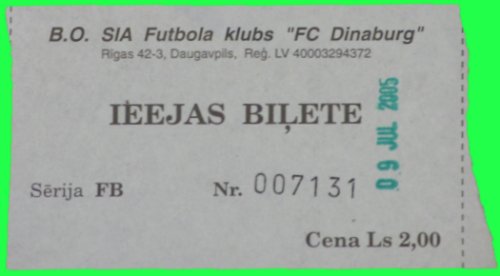 B.O. SIA Futbola klubs "FC Dinaburg"
Rīgas 42-3, Daugavpils, Reģ. LV 40003294372
IEEJAS BIĻETE
09 JUL 2005
Sērija FB Nr. 007131
Cena Ls 2,00